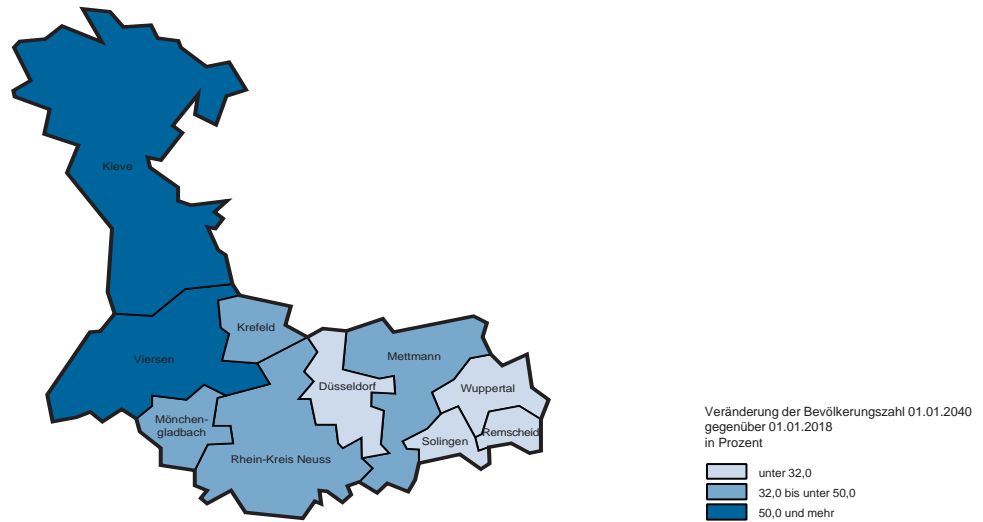 Kleve
Krefeld
Viersen
Mettmann
Düsseldorf
Wuppertal
Mönchen-
gladbach
Solingen
Remscheid
Rhein-Kreis Neuss
Veränderung der Bevölkerungszahl 01.01.2040
gegenüber 01.01.2018
in Prozent
unter 32,0
32,0 bis unter 50,0
50,0 und mehr